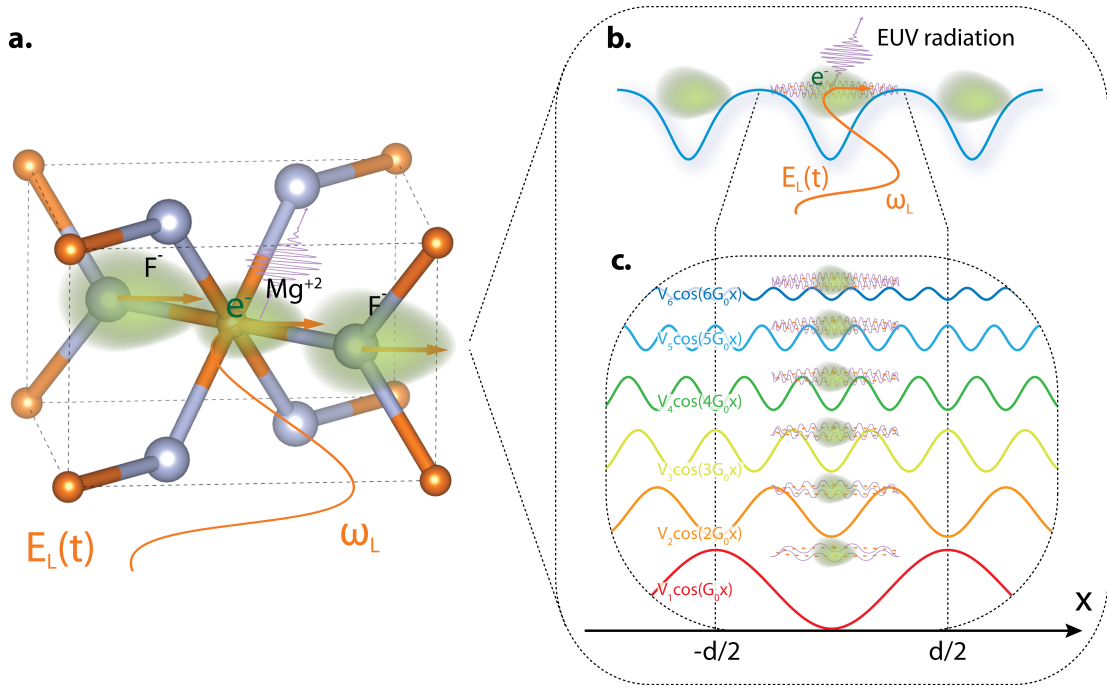 a.
F⁻
e⁻
Mg⁺²
F⁻
E_L(t)
ω_L
b.
EUV radiation
e⁻
E_L(t)
ω_L
c.
V₆cos(6G₀x)
V₅cos(5G₀x)
V₄cos(4G₀x)
V₃cos(3G₀x)
V₂cos(2G₀x)
V₁cos(G₀x)
x
-d/2
d/2